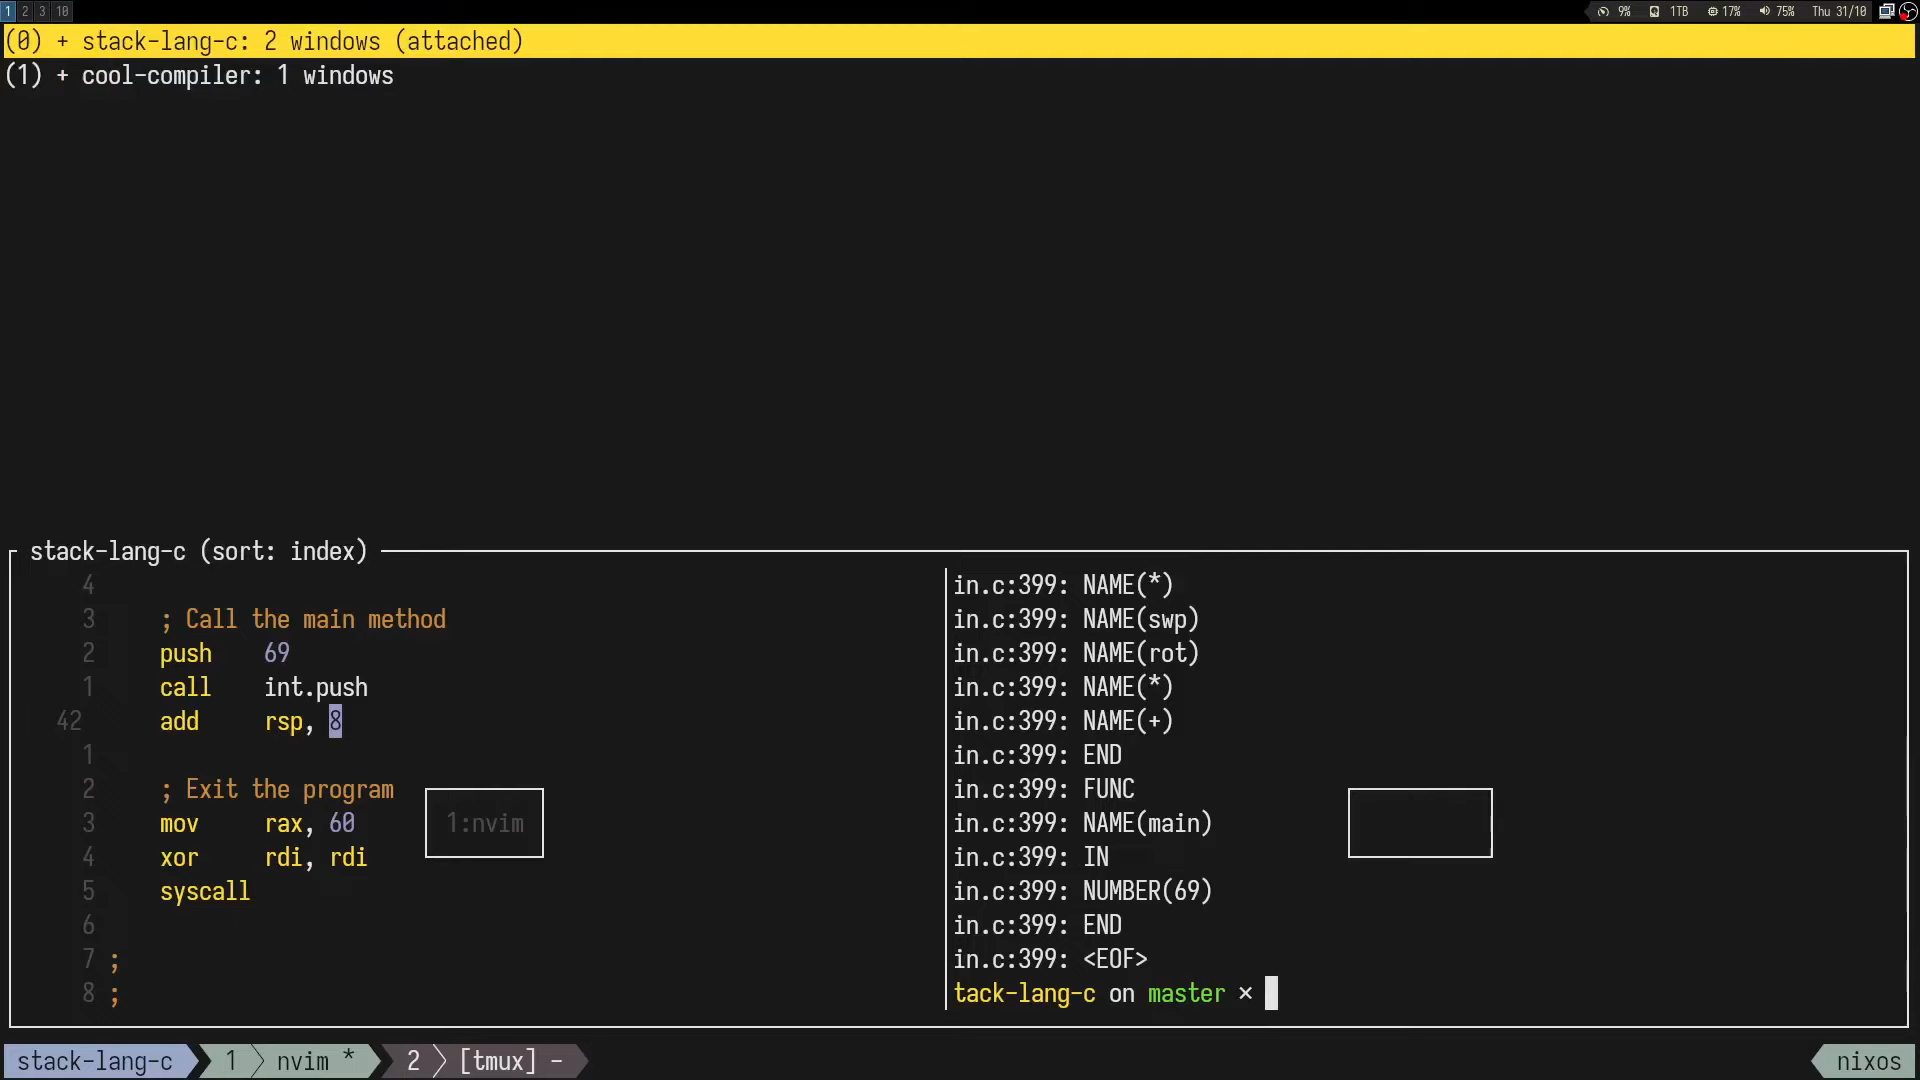 1 2 3 10 9% 1TB 17% 75% Thu 31/10
(0) + stack-lang-c: 2 windows (attached)
(1) + cool-compiler: 1 windows
stack-lang-c (sort: index)
4
3 ; Call the main method
2 push 69
1 call int.push
42 add rsp, 8
1
2 ; Exit the program
3 mov rax, 60
4 xor rdi, rdi
5 syscall
6
7 ;
8 ;
1:nvim
in.c:399: NAME(*)
in.c:399: NAME(swp)
in.c:399: NAME(rot)
in.c:399: NAME(*)
in.c:399: NAME(+)
in.c:399: END
in.c:399: FUNC
in.c:399: NAME(main)
in.c:399: IN
in.c:399: NUMBER(69)
in.c:399: END
in.c:399: <EOF>
tack-lang-c on master ×
stack-lang-c 1 nvim * 2 [tmux] - nixos